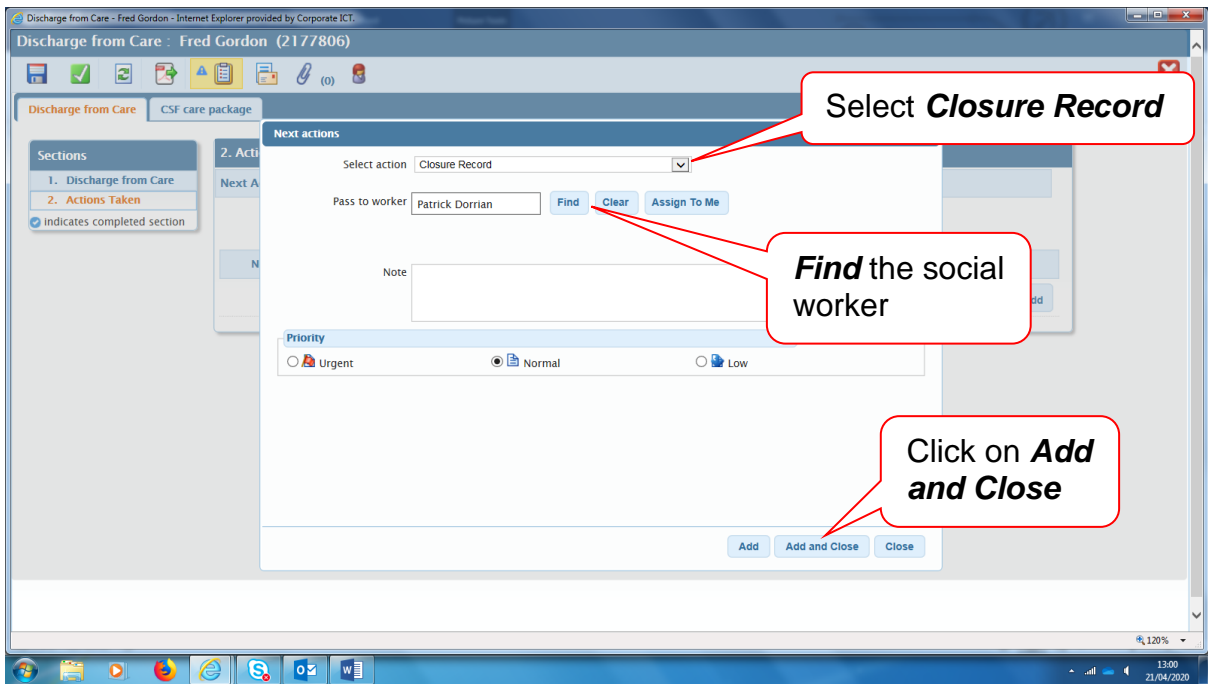 Discharge from Care - Fred Gordon - Internet Explorer provided by Corporate ICT.
Discharge from Care : Fred Gordon (2177806)
(0)
Discharge from Care
CSF care package
Select Closure Record
Next actions
Sections
2. Acti
Select action
Closure Record
1. Discharge from Care
Next A
2. Actions Taken
Pass to worker
Patrick Dorrian
Find
Clear
Assign To Me
indicates completed section
Find the social
worker
N
Note
dd
Priority
Urgent
Normal
Low
Click on Add
and Close
Add
Add and Close
Close
120%
13:00
21/04/2020